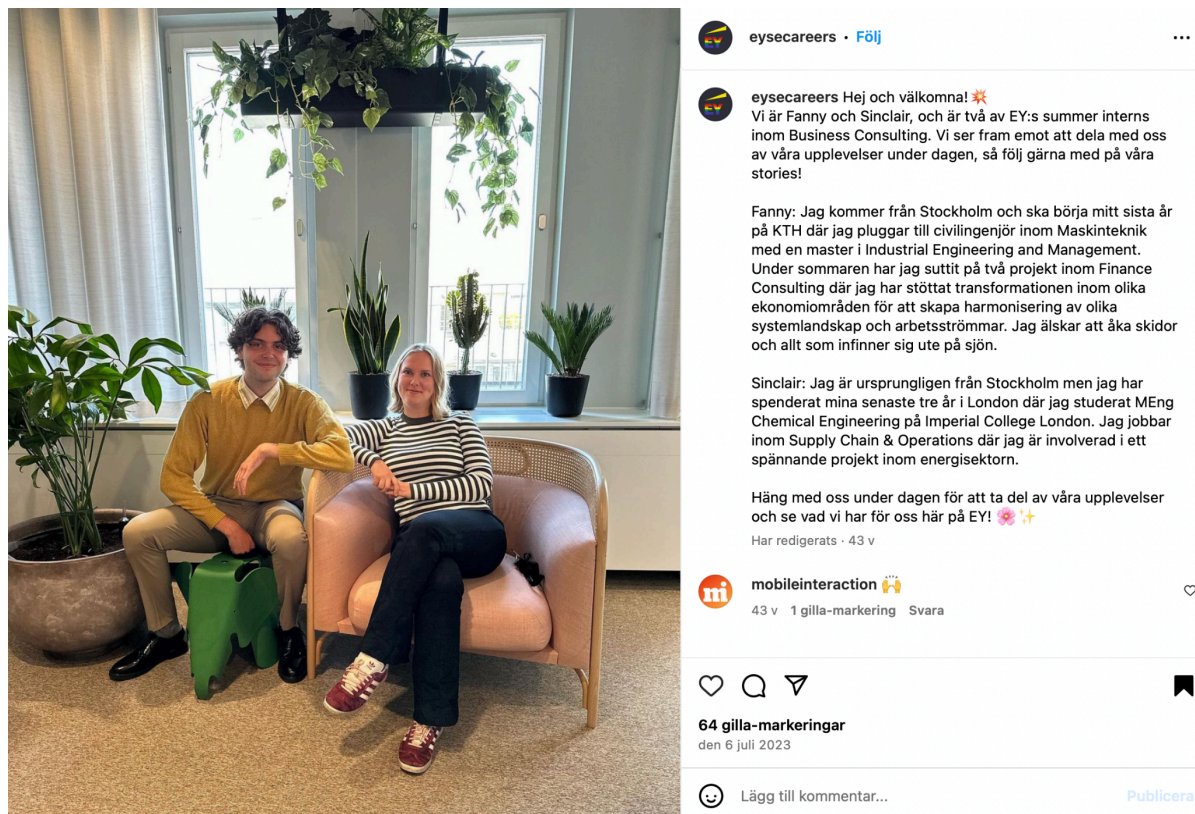 EY
eysecareers • Följ
EY
eysecareers Hej och välkomna!💥
Vi är Fanny och Sinclair, och är två av EY:s summer interns
inom Business Consulting. Vi ser fram emot att dela med oss
av våra upplevelser under dagen, så följ gärna med på våra
stories!
Fanny: Jag kommer från Stockholm och ska börja mitt sista år
på KTH där jag pluggar till civilingenjör inom Maskinteknik
med en master i Industrial Engineering and Management.
Under sommaren har jag suttit på två projekt inom Finance
Consulting där jag har stöttat transformationen inom olika
ekonomiområden för att skapa harmonisering av olika
systemlandskap och arbetsströmmar. Jag älskar att åka skidor
och allt som infinner sig ute på sjön.
Sinclair: Jag är ursprungligen från Stockholm men jag har
spenderat mina senaste tre år i London där jag studerat MEng
Chemical Engineering på Imperial College London. Jag jobbar
inom Supply Chain & Operations där jag är involverad i ett
spännande projekt inom energisektorn.
Häng med oss under dagen för att ta del av våra upplevelser
och se vad vi har för oss här på EY! 🌸✨
Har redigerats · 43 v
mi
mobileinteraction 🙌
43 v 1 gilla-markering Svara
64 gilla-markeringar
den 6 juli 2023
Lägg till kommentar...
Publicera